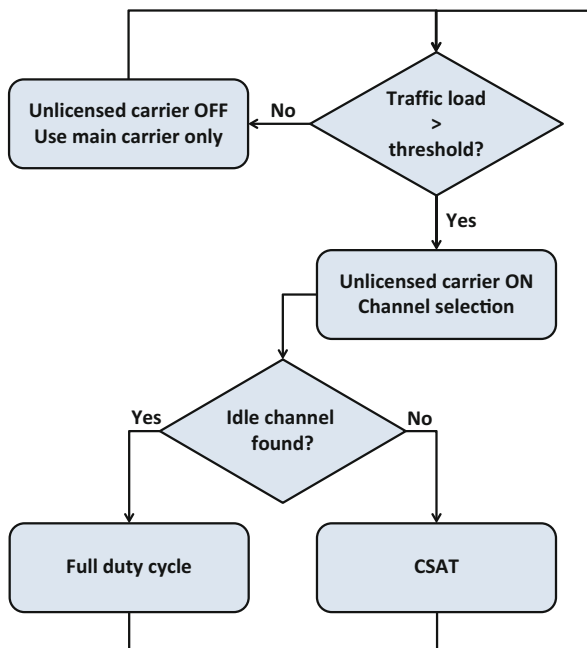 Traffic load
>
threshold?
No
Unlicensed carrier OFF
Use main carrier only
Yes
Unlicensed carrier ON
Channel selection
Idle channel
found?
Yes
No
Full duty cycle
CSAT